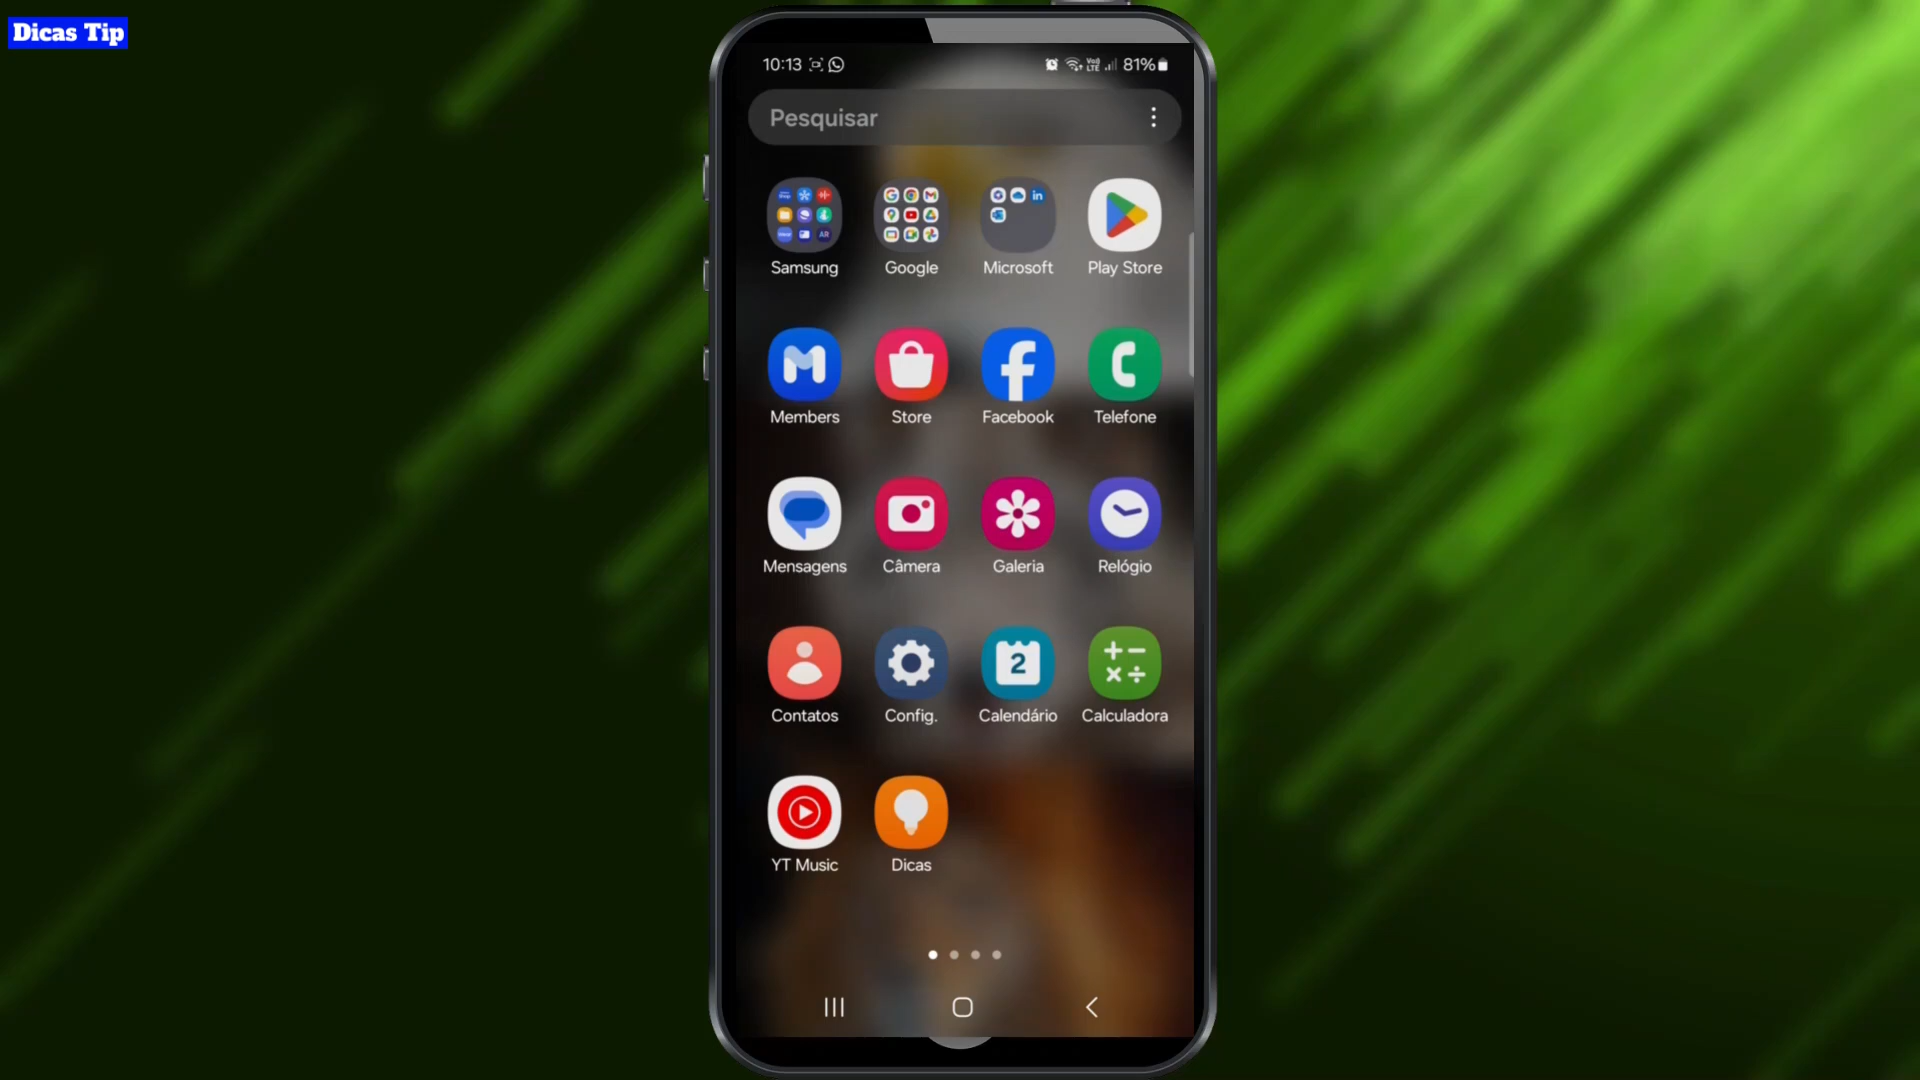 Dicas Tip
10:13
81%
Pesquisar
Samsung
Google
Microsoft
Play Store
Members
Store
Facebook
Telefone
Mensagens
Câmera
Galeria
Relógio
2
Contatos
Config.
Calendário
Calculadora
YT Music
Dicas